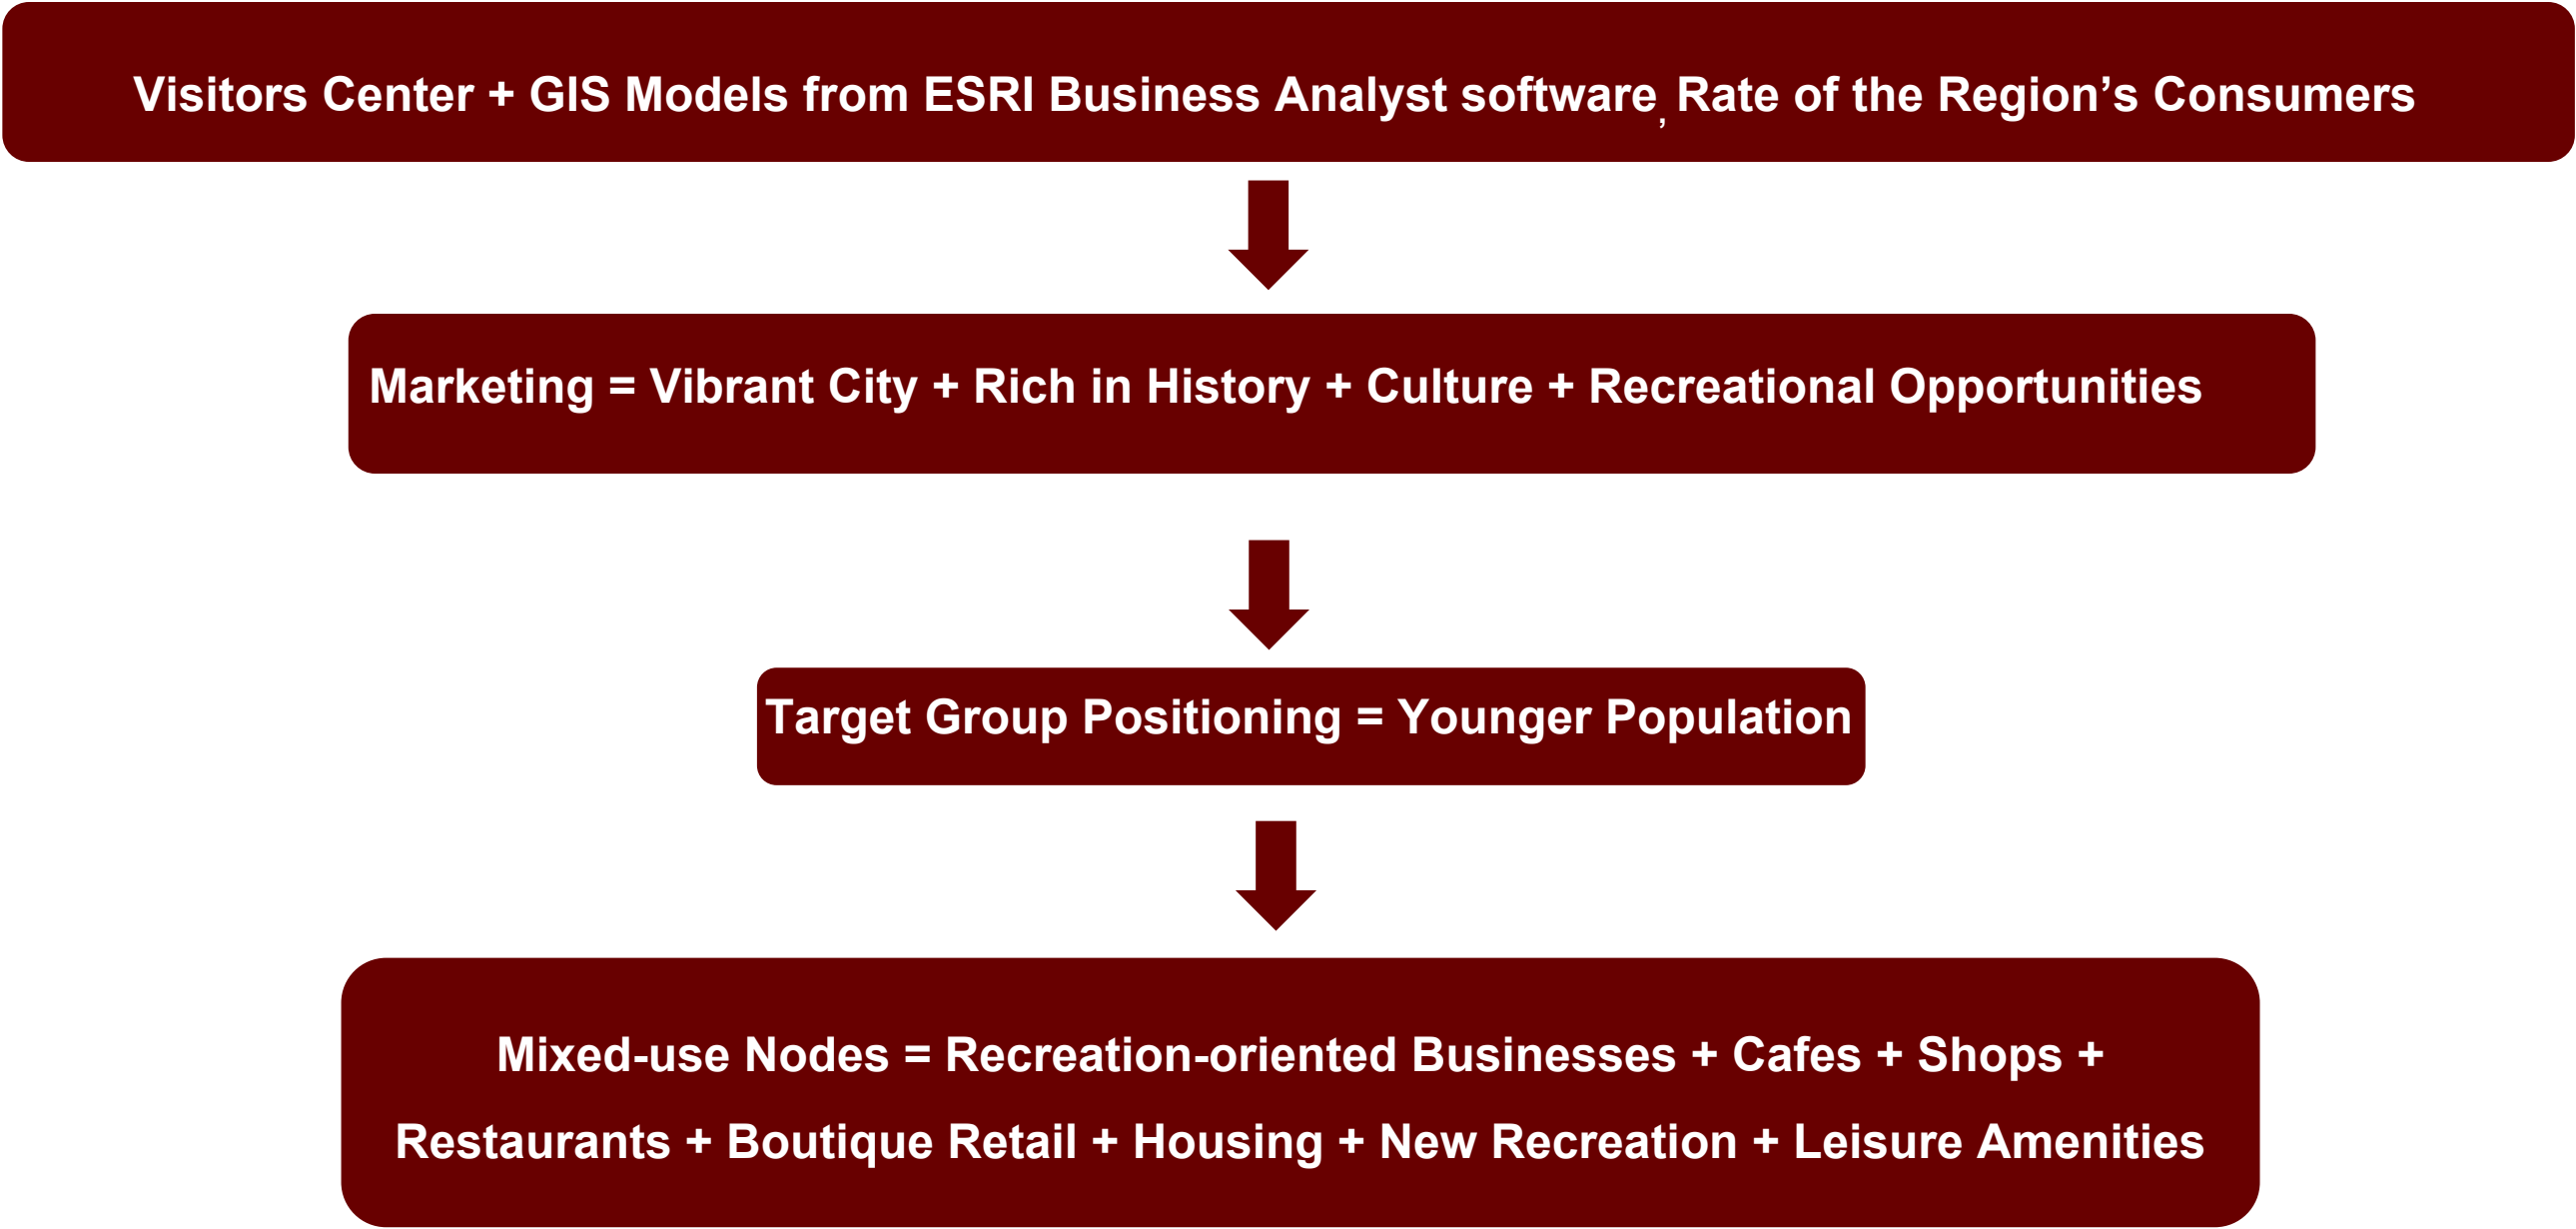 Visitors Center + GIS Models from ESRI Business Analyst software, Rate of the Region’s Consumers
Marketing = Vibrant City + Rich in History + Culture + Recreational Opportunities
Target Group Positioning = Younger Population
Mixed-use Nodes = Recreation-oriented Businesses + Cafes + Shops +
Restaurants + Boutique Retail + Housing + New Recreation + Leisure Amenities